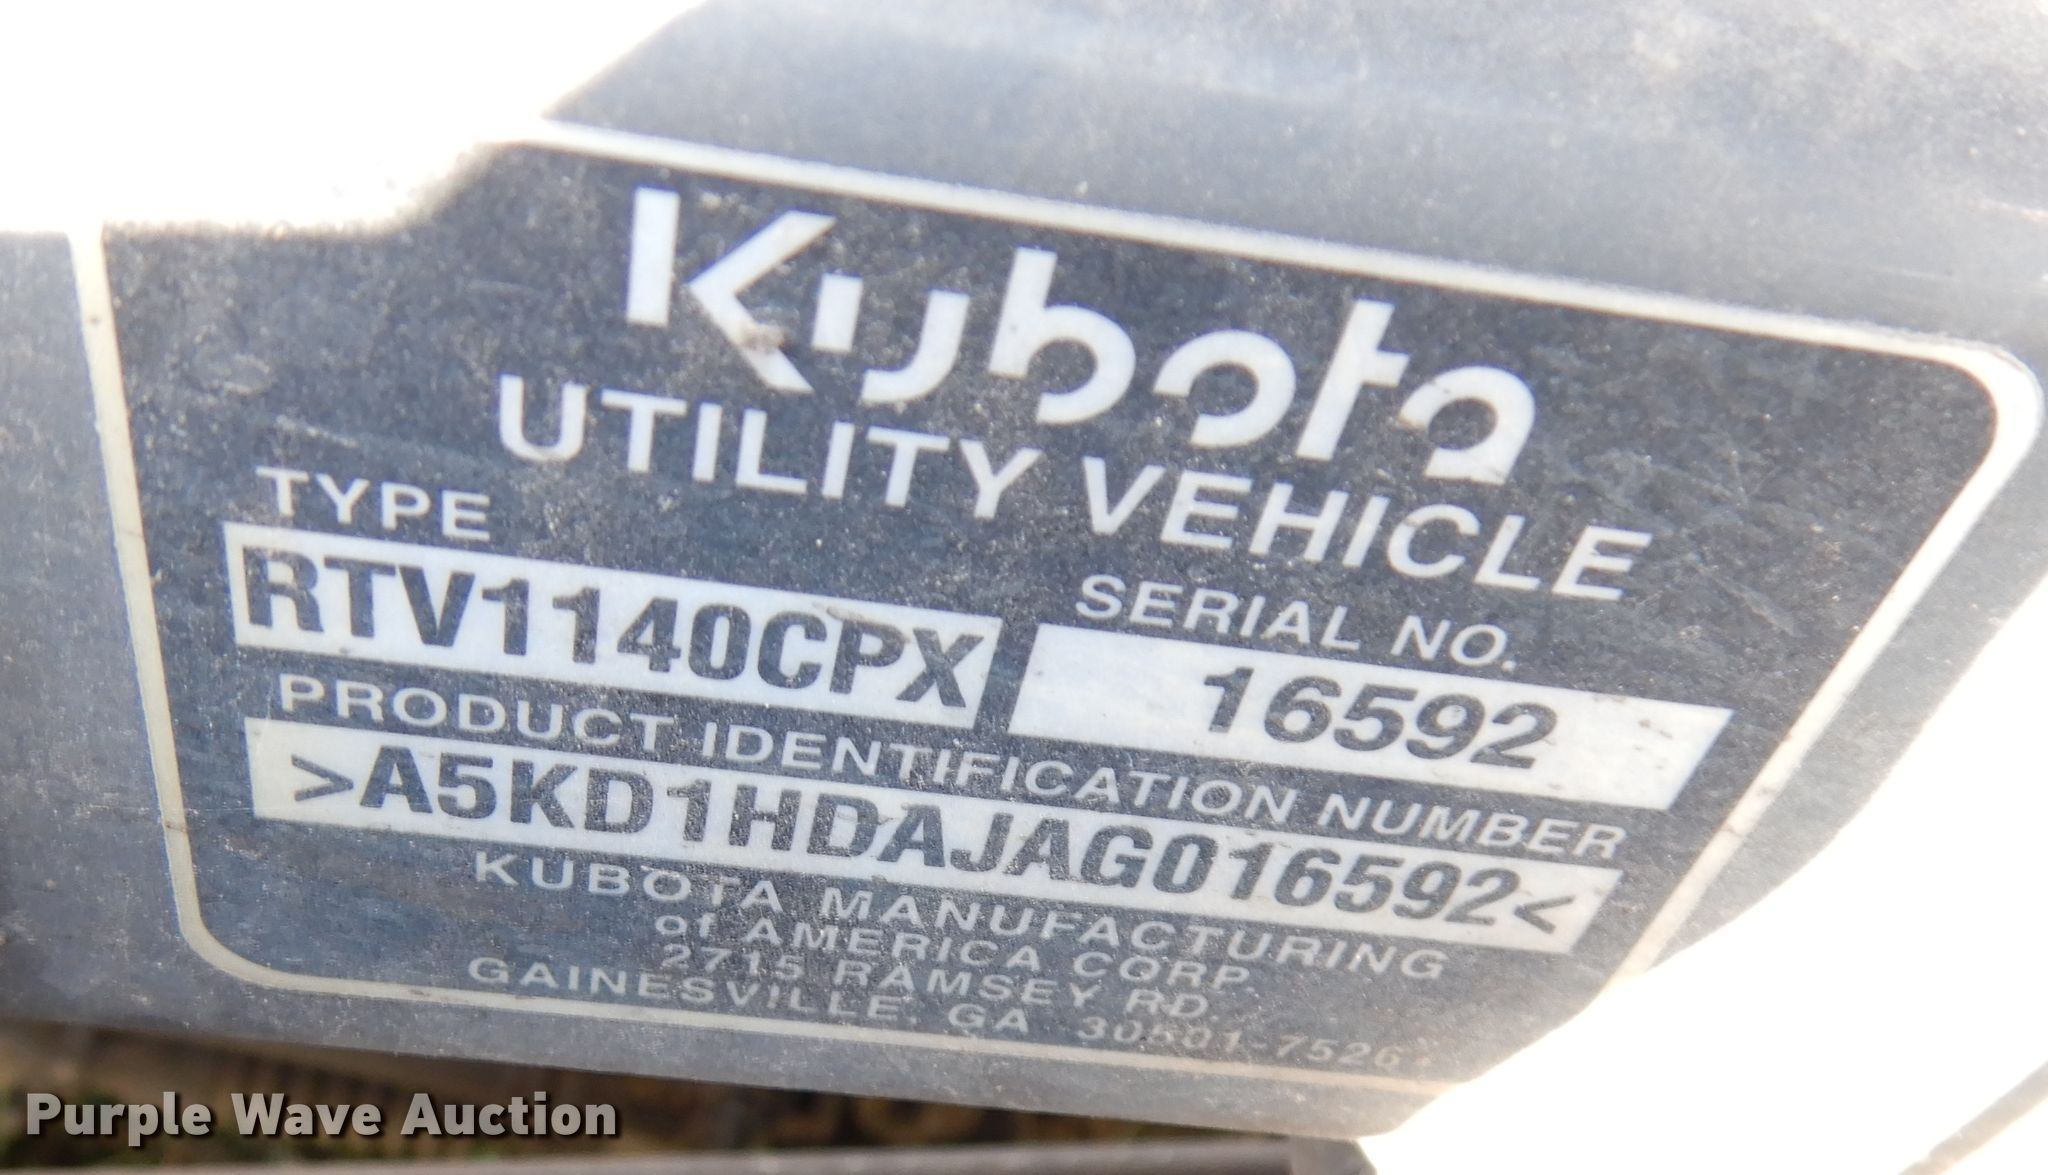 Kubota
UTILITY VEHICLE
TYPE
SERIAL NO.
RTV1140CPX
16592
PRODUCT IDENTIFICATION NUMBER
>A5KD1HDAJAG016592<
KUBOTA MANUFACTURING
of AMERICA CORP.
2715 RAMSEY RD.
GAINESVILLE, GA 30501-7526
Purple Wave Auction